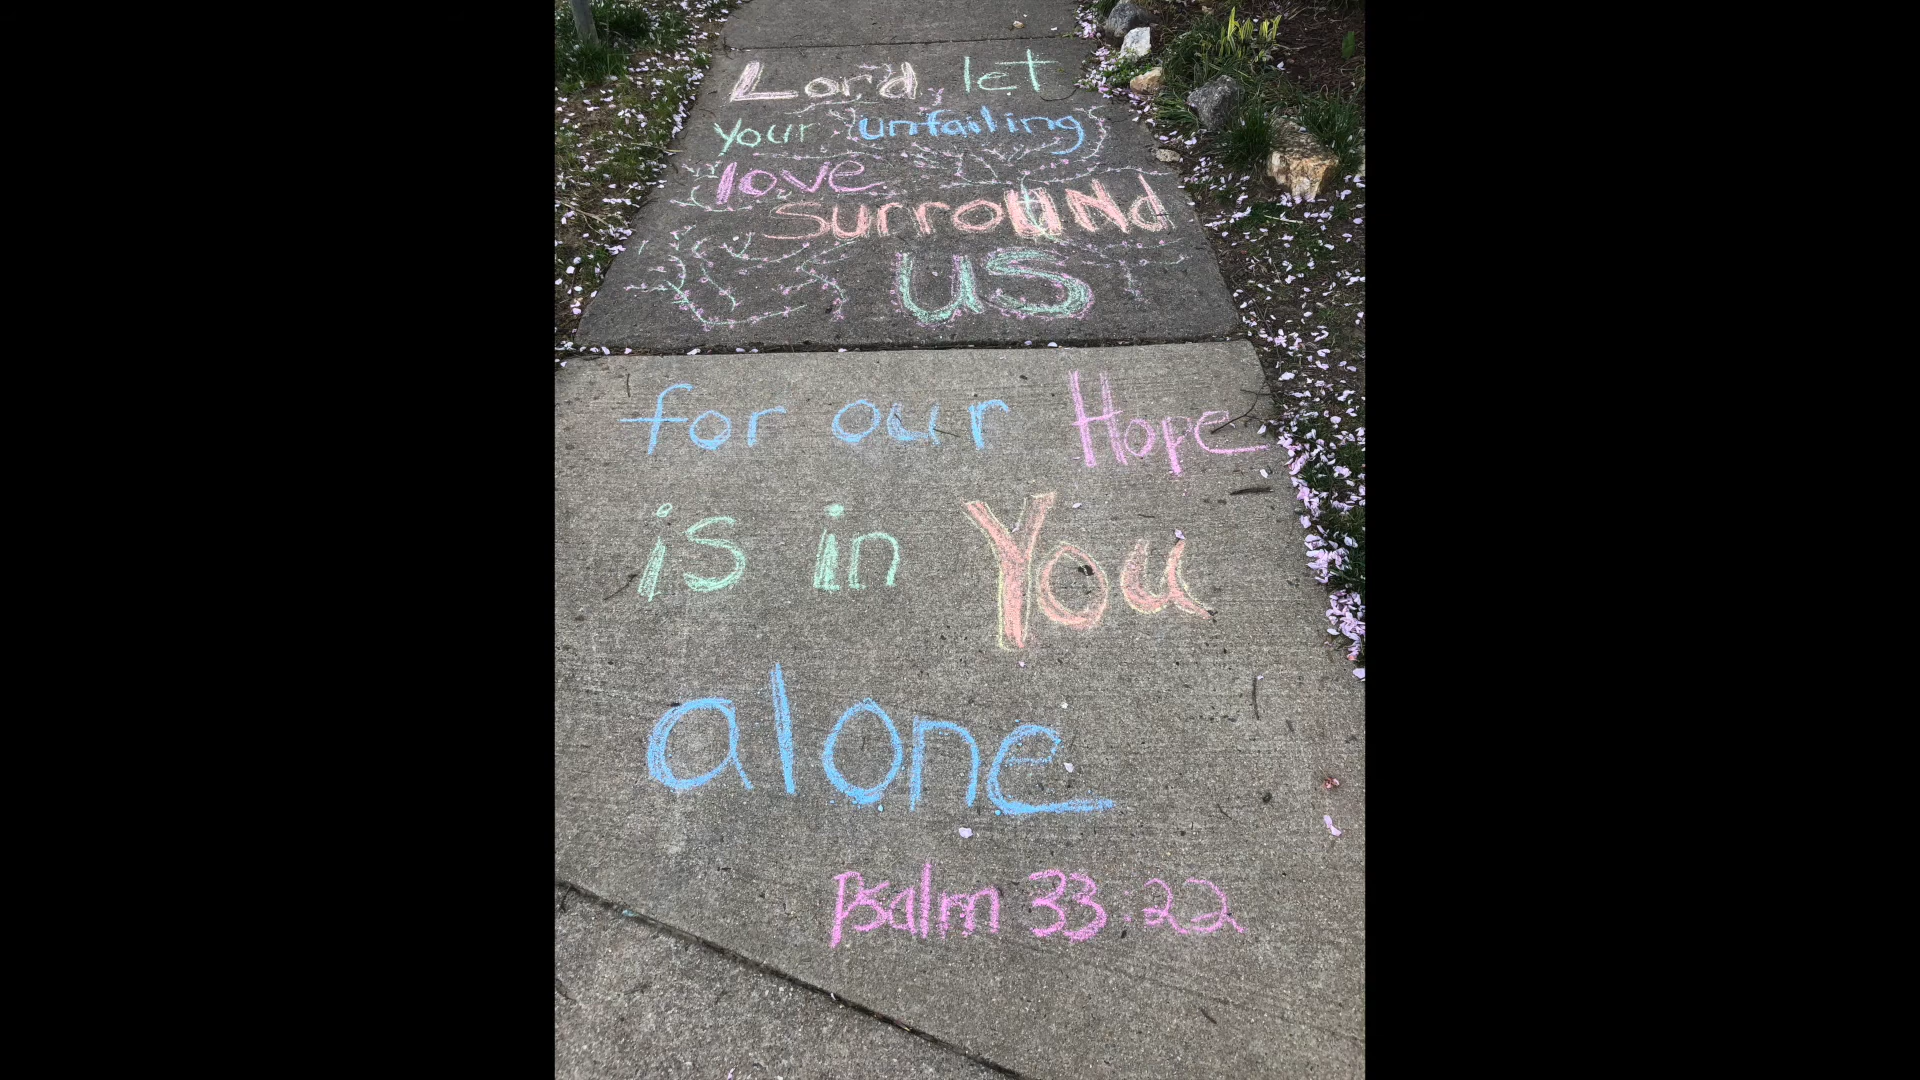 Lord let
your unfailing
love
surroUNd
us
for our Hope
is in You
alone
Psalm 33:22